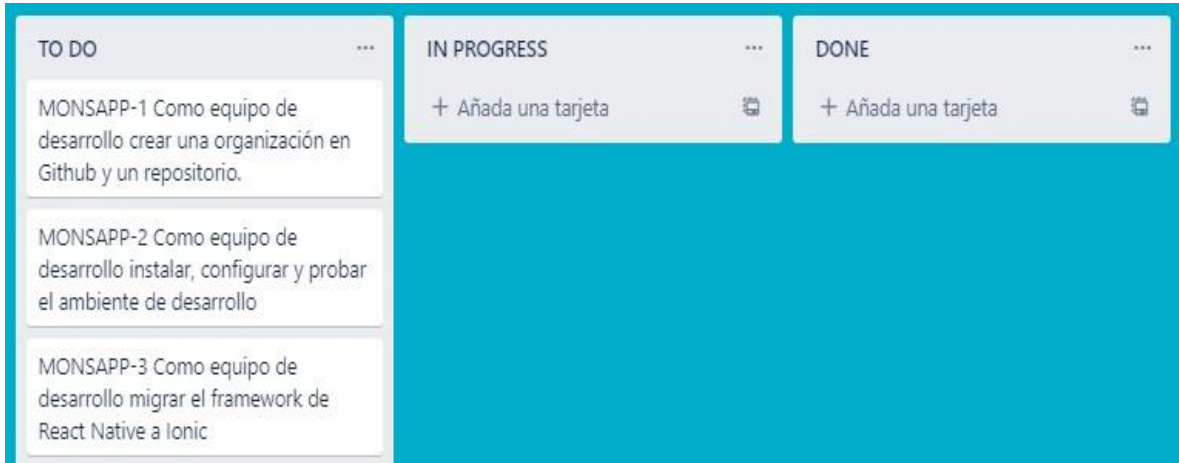 TO DO
MONSAPP-1 Como equipo de
desarrollo crear una organización en
Github y un repositorio.
MONSAPP-2 Como equipo de
desarrollo instalar, configurar y probar
el ambiente de desarrollo
MONSAPP-3 Como equipo de
desarrollo migrar el framework de
React Native a Ionic
IN PROGRESS
+ Añada una tarjeta
DONE
+ Añada una tarjeta